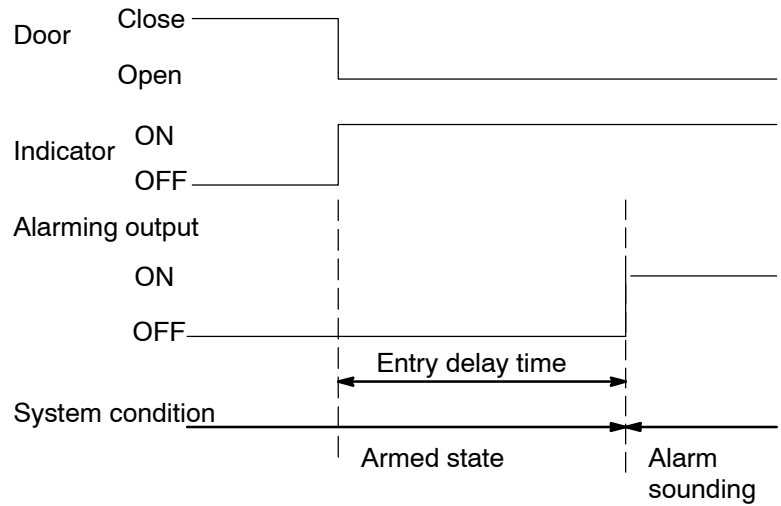 Door
Close
Open
Indicator
ON
OFF
Alarming output
ON
OFF
Entry delay time
System condition
Armed state
Alarm
sounding